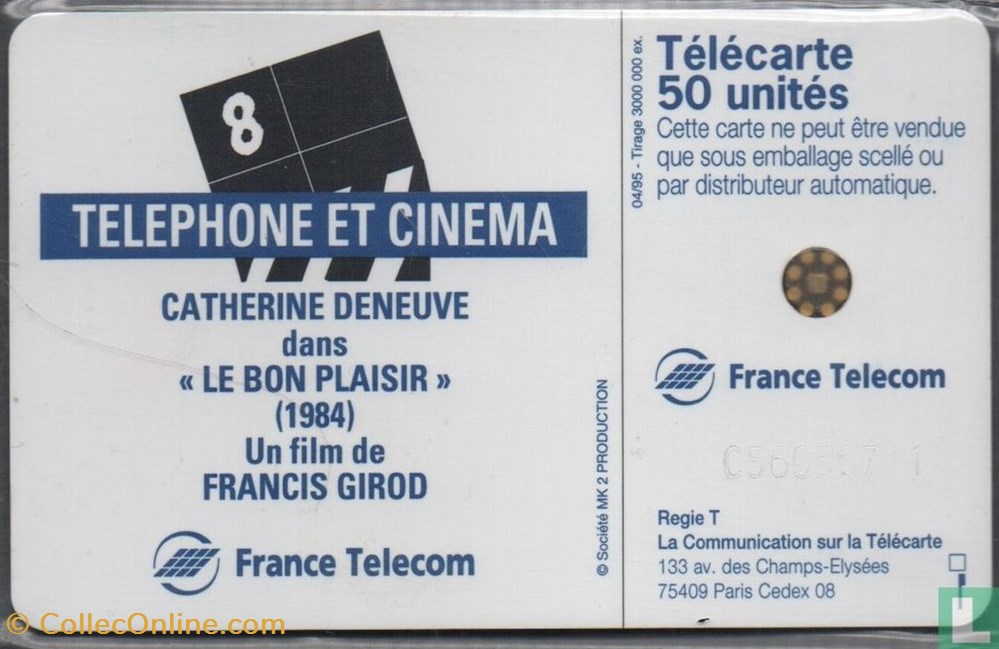 8
TELEPHONE ET CINEMA
CATHERINE DENEUVE
dans
« LE BON PLAISIR »
(1984)
Un film de
FRANCIS GIROD
France Telecom
© Société MK 2 PRODUCTION
04/95 - Tirage 3000 000 ex.
Télécarte
50 unités
Cette carte ne peut être vendue
que sous emballage scellé ou
par distributeur automatique.
France Telecom
Regie T
La Communication sur la Télécarte
133 av. des Champs-Elysées
75409 Paris Cedex 08
© CollecOnline.com
L